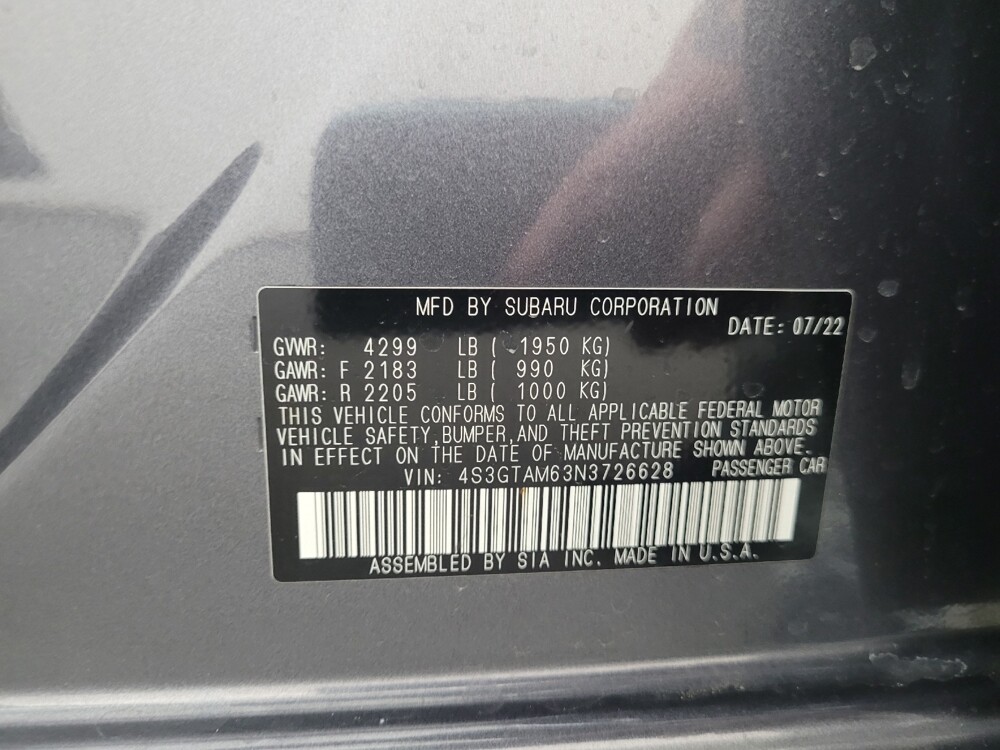 MFD BY SUBARU CORPORATION
DATE: 07/22
GVWR: 4299 LB ( 1950 KG)
GAWR: F 2183 LB ( 990 KG)
GAWR: R 2205 LB ( 1000 KG)
THIS VEHICLE CONFORMS TO ALL APPLICABLE FEDERAL MOTOR
VEHICLE SAFETY,BUMPER,AND THEFT PREVENTION STANDARDS
IN EFFECT ON THE DATE OF MANUFACTURE SHOWN ABOVE.
VIN: 4S3GTAM63N3726628 PASSENGER CAR
ASSEMBLED BY SIA INC. MADE IN U.S.A.